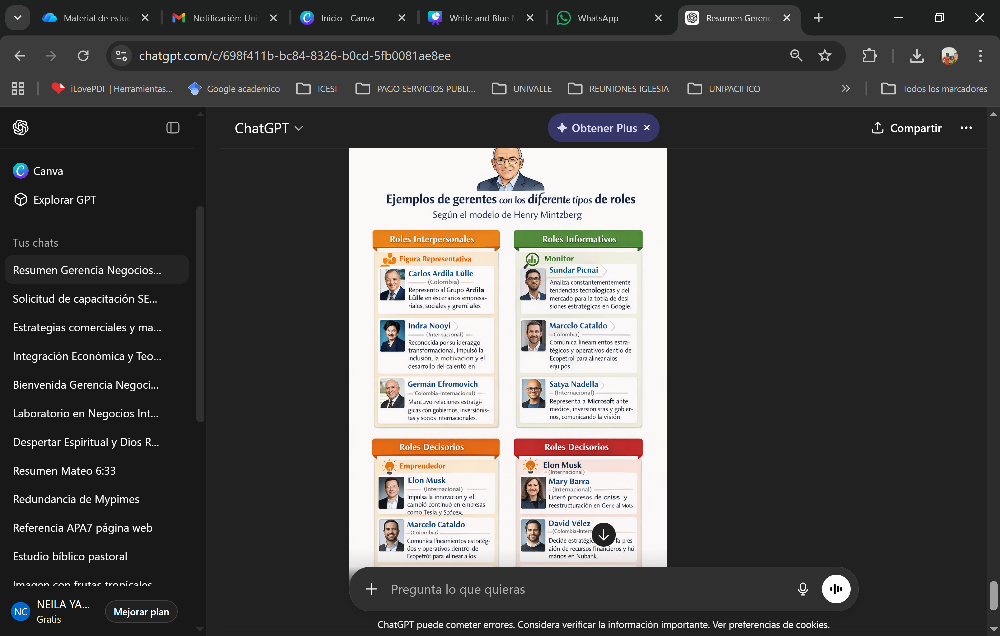 Material de estuc
Notificación: Uni
Inicio - Canva
White and Blue M
WhatsApp
Resumen Gerenc
chatgpt.com/c/698f411b-bc84-8326-b0cd-5fb0081ae8ee
iLovePDF | Herramientas...
Google academico
ICESI
PAGO SERVICIOS PUBLI...
UNIVALLE
REUNIONES IGLESIA
UNIPACIFICO
Todos los marcadores
ChatGPT
Obtener Plus
Compartir
Canva
Explorar GPT
Tus chats
Resumen Gerencia Negocios...
Solicitud de capacitación SE...
Estrategias comerciales y ma...
Integración Económica y Teo...
Bienvenida Gerencia Negoci...
Laboratorio en Negocios Int...
Despertar Espiritual y Dios R...
Resumen Mateo 6:33
Redundancia de Mypimes
Referencia APA7 página web
Estudio bíblico pastoral
Imagen con frutas tropicales
NC
NEILA YA...
Gratis
Mejorar plan
Ejemplos de gerentes con los diferente tipos de roles
Según el modelo de Henry Mintzberg
Roles Interpersonales
Figura Representativa
Carlos Ardila Lülle
(Colombia)
Representó al Grupo Ardila
Lülle en éscenarios empresa-
riales, sociales y grem: ales.
Indra Nooyi
(Internacional)
Reconocida por su iderazgo
transformacional, Impulsó la
inclusión, la motivacion y el
desarrollo del calentó en
Germán Efromovich
'Colombia-Internacional)
Mantuvo relaciones estratgi-
gicas cón gobiernos, inversiónis-
tas y sociós internacionales.
Roles Informativos
Monitor
Sundar Picnai
Analiza constantementemente
tendencias tecnologicas y del
mercado para la totia de desi-
siones estratégicas en Google.
Marcelo Cataldo
Colombia)
Comunica lineamientos estra-
tégicos y operativos dentio de
Ecopetrol para alinear alos
equipós.
Satya Nadella
(Internacional)
Representa a Microsoft ante
medios, inversiónisras y gobier-
nos, comunicando la visión
Roles Decisorios
Emprendedor
Elon Musk
(Internacional)
Impulsa la innovación y eL.
cambió continuo en empresas
como Tesla y Spácex.
Marcelo Cataldo
(Colombia)
Comunica l'neamientos estratég-
uios y operativos dentrio de
Ecopetról para alinear a los
Roles Decisorios
Elon Musk
(Internacional)
Mary Barra
(Internacional)
Lideró procesos de criss y
reestructuración en General Mots-
David Vélez
(Colombia-Intern
Decide estratégic la pres-
aión de recursos financieros y hu
mános en Nubank.
Pregunta lo que quieras
ChatGPT puede cometer errores. Considera verificar la información importante. Ver preferencias de cookies.